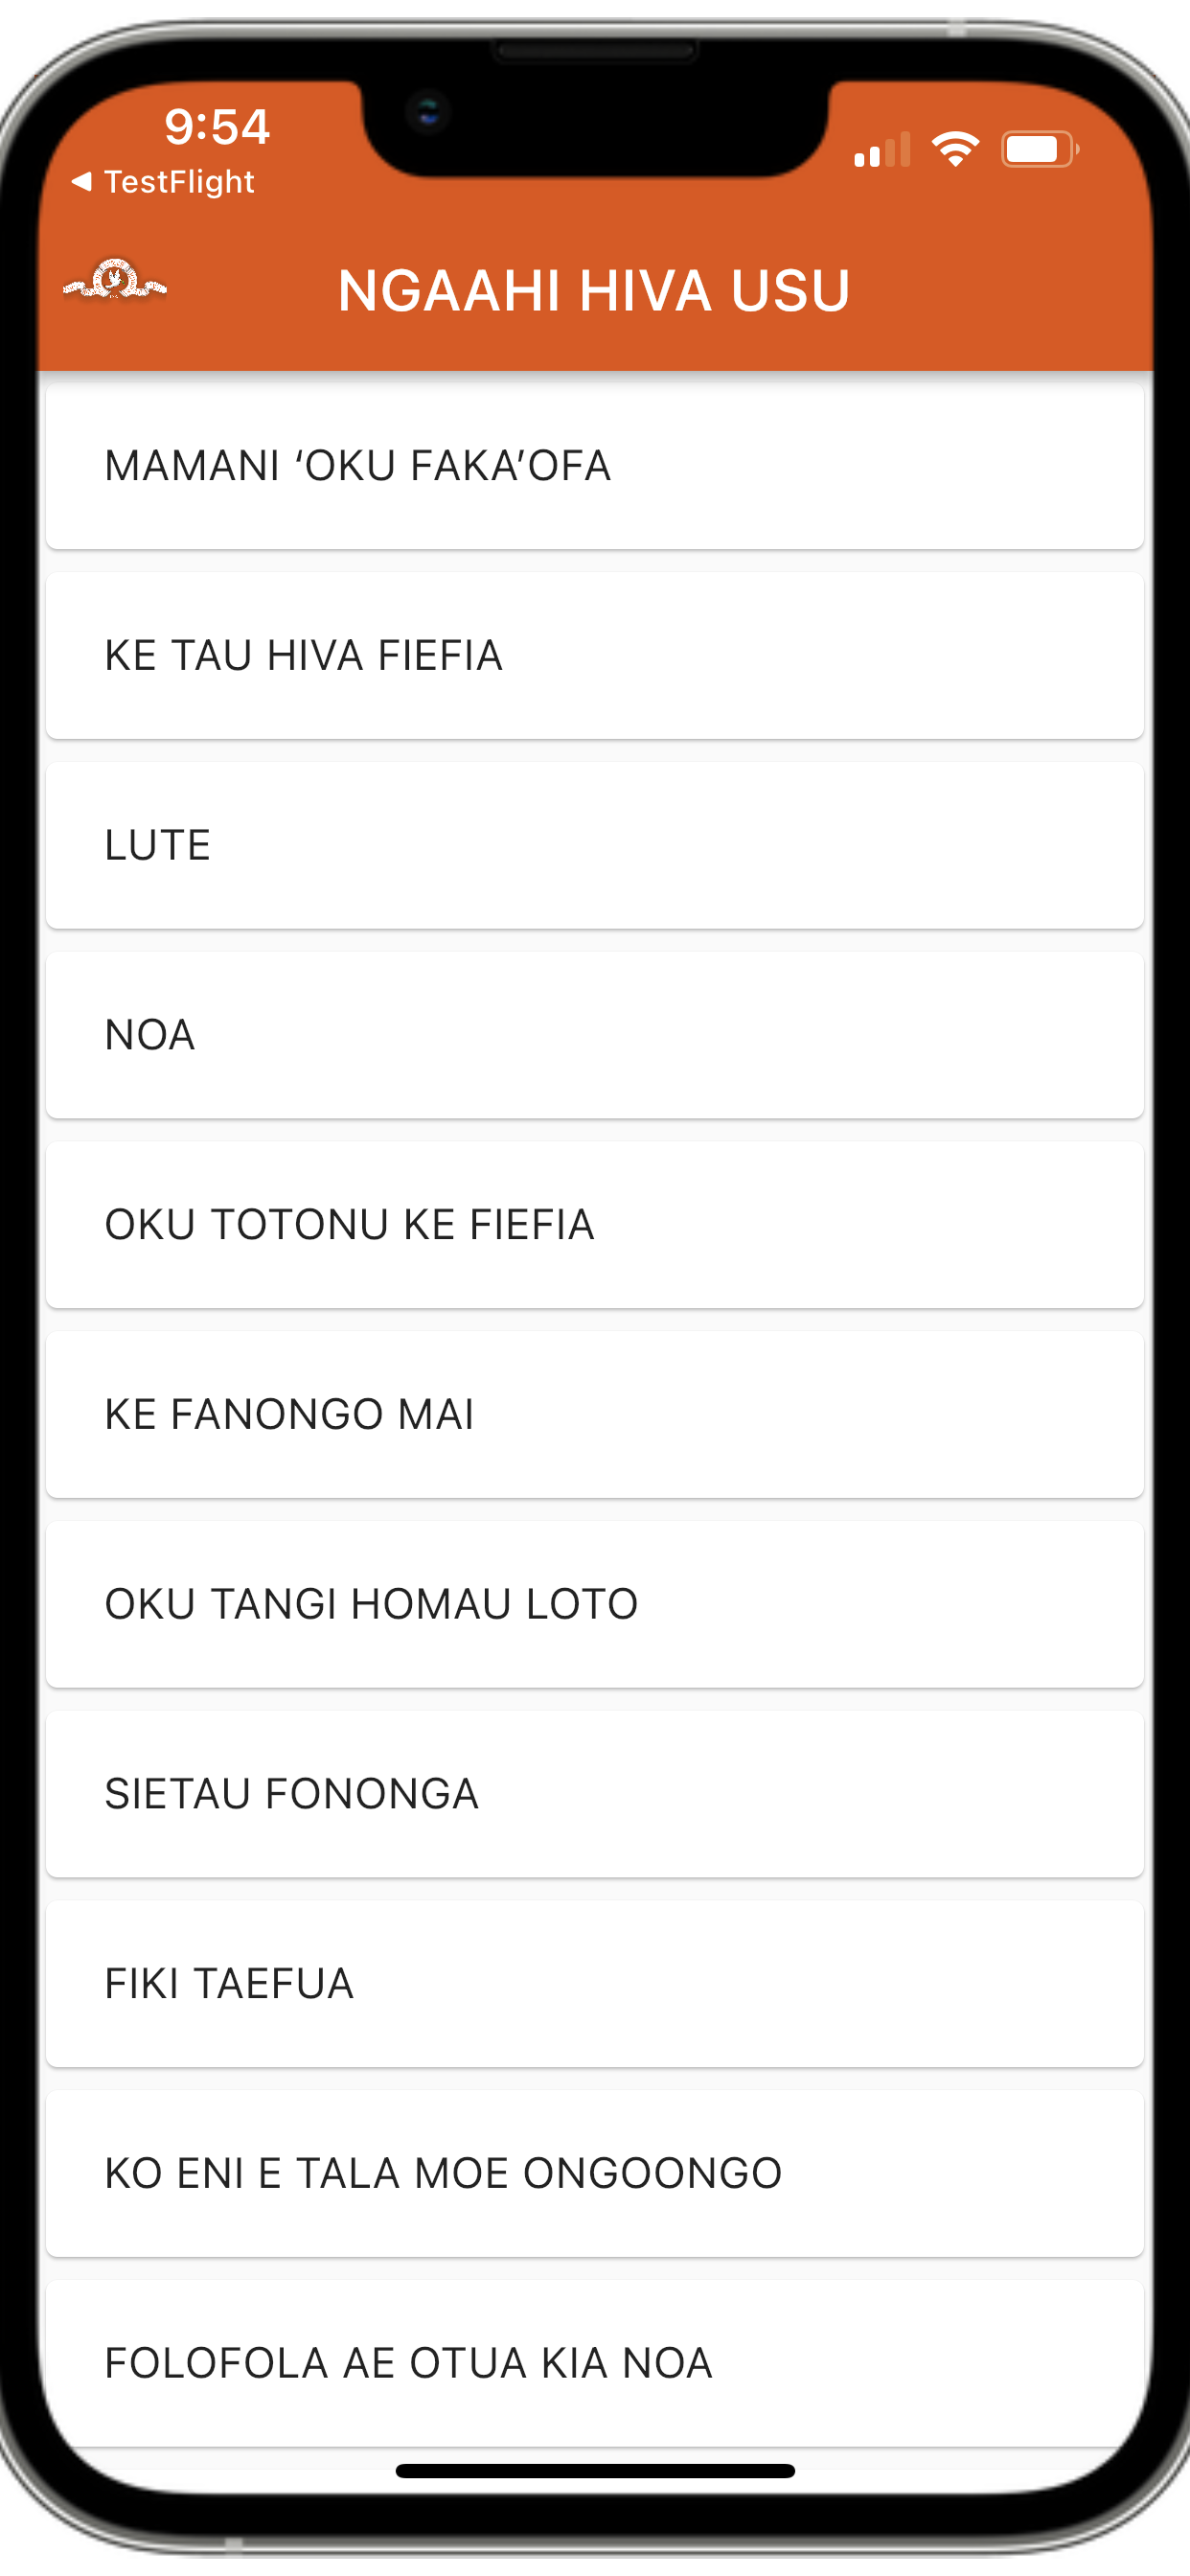 9:54
◀ TestFlight
NGAAHI HIVA USU
MAMANI ‘OKU FAKA’OFA
KE TAU HIVA FIEFIA
LUTE
NOA
OKU TOTONU KE FIEFIA
KE FANONGO MAI
OKU TANGI HOMAU LOTO
SIETAU FONONGA
FIKI TAEFUA
KO ENI E TALA MOE ONGOONGO
FOLOFOLA AE OTUA KIA NOA